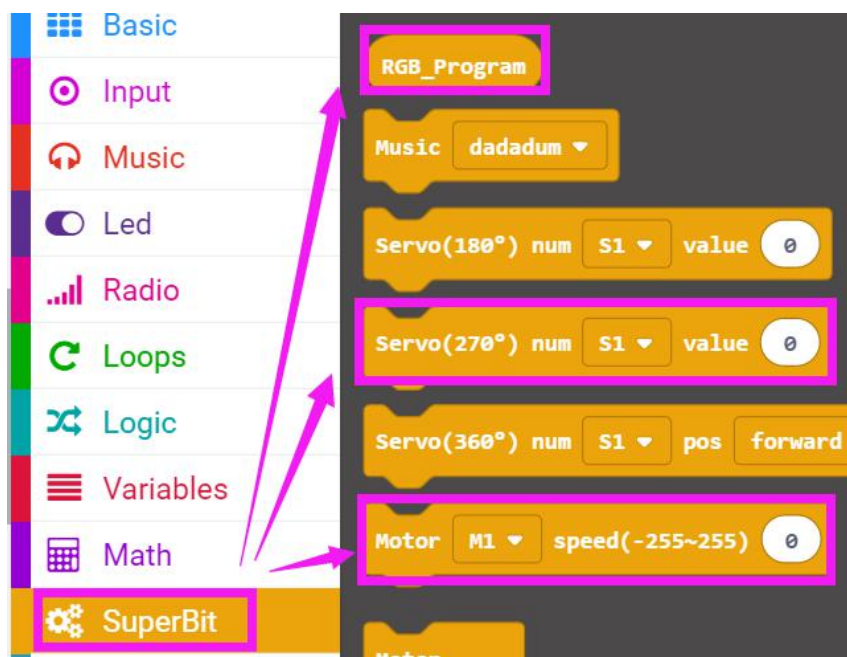 Basic
Input
Music
Led
Radio
Loops
Logic
Variables
Math
SuperBit
RGB_Program
Music dadadum
Servo(180°) num S1 value 0
Servo(270°) num S1 value 0
Servo(360°) num S1 pos forward
Motor M1 speed(-255~255) 0
Motor